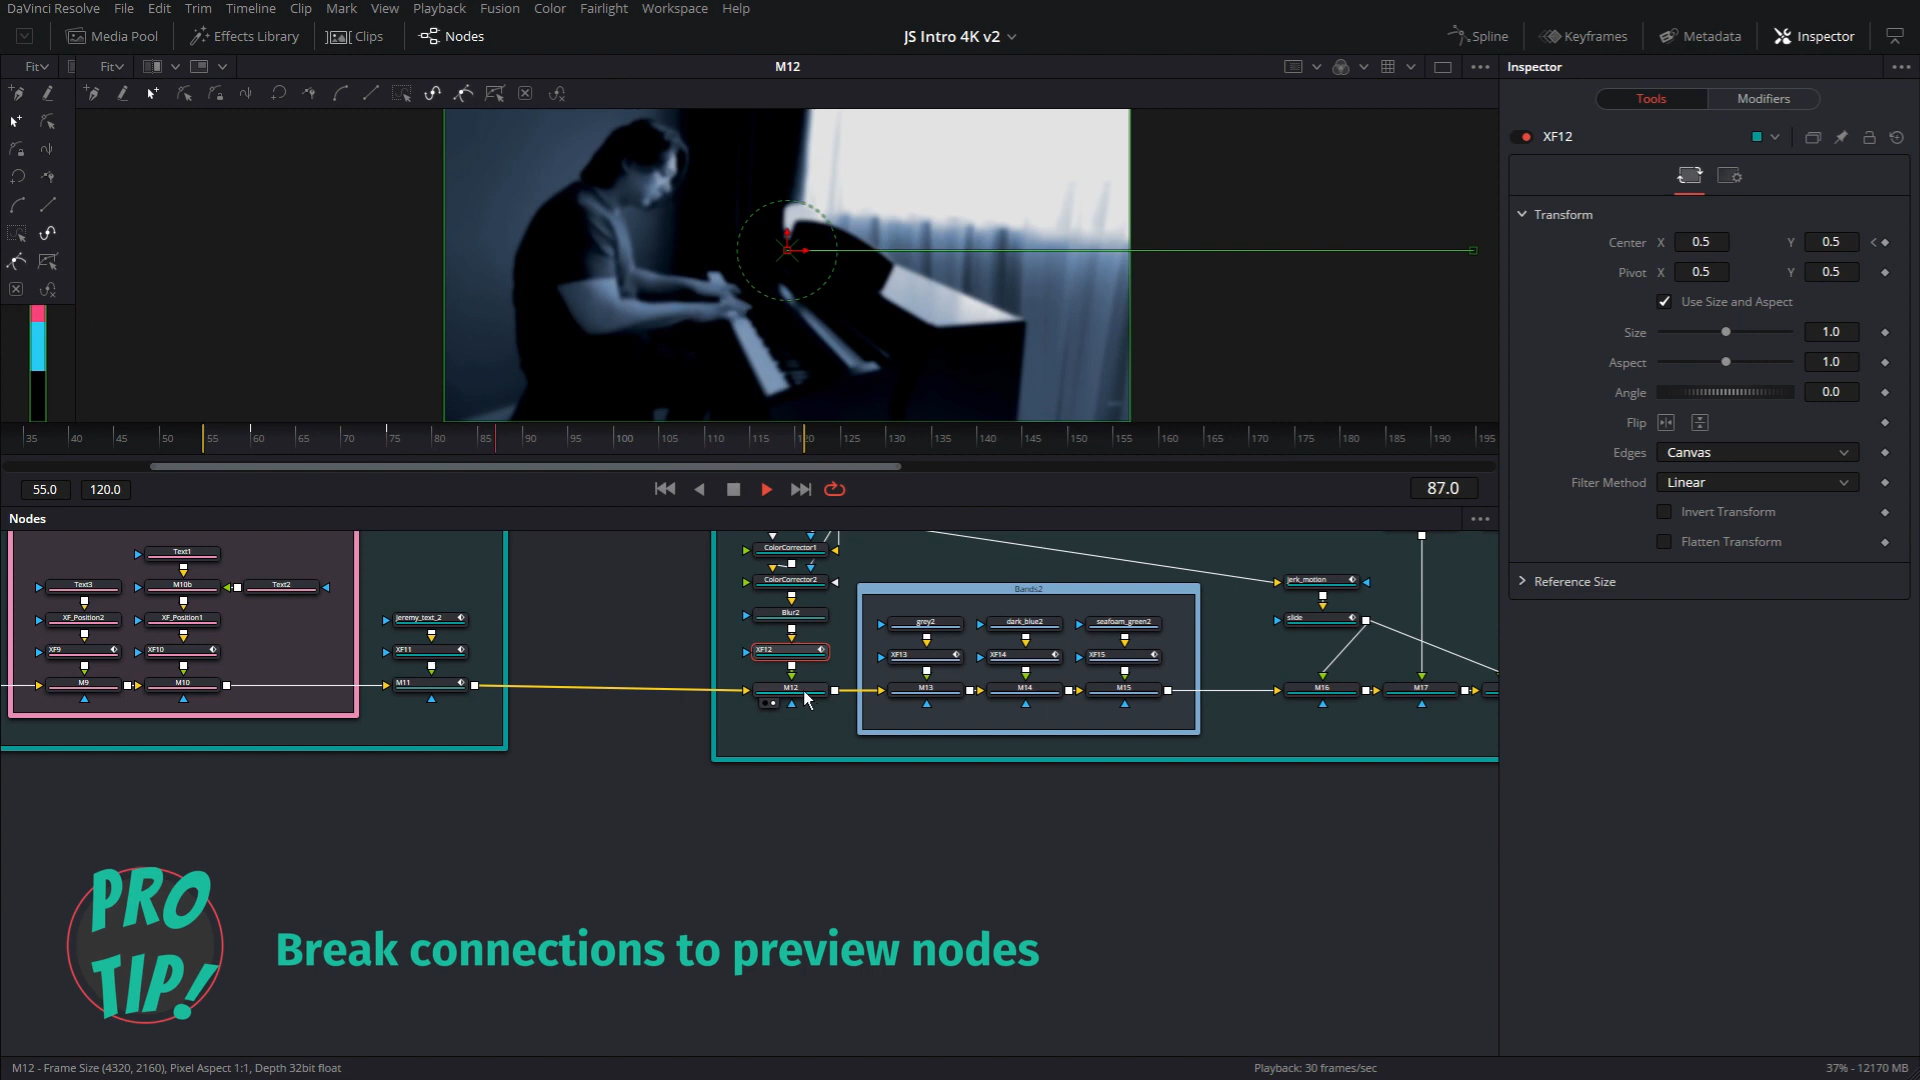 DaVinci Resolve File Edit Trim Timeline Clip Mark View Playback Fusion Color Fairlight Workspace Help
Media Pool Effects Library Clips Nodes JS Intro 4K v2 Spline Keyframes Metadata Inspector
Fit Fit M12 Inspector
Tools Modifiers
XF12
Transform
Center X 0.5 Y 0.5
Pivot X 0.5 Y 0.5
Use Size and Aspect
Size 1.0
Aspect 1.0
Angle 0.0
Flip
Edges Canvas
Filter Method Linear
Invert Transform
Flatten Transform
Reference Size
35 40 45 50 55 60 65 70 75 80 85 90 95 100 105 110 115 120 125 130 135 140 145 150 155 160 165 170 175 180 185 190 195
55.0 120.0 87.0
Nodes
Text1 ColorCorrector1
Text3 M10b Text2 ColorCorrector2 Bands2 jerk_motion
XF_Position2 XF_Position1 jeremy_text_2 Blur2 grey2 dark_blue2 seafoam_green2 slide
XF9 XF10 XF11 XF12 XF13 XF14 XF15
M9 M10 M11 M12 M13 M14 M15 M16 M17
PRO
TIP!
Break connections to preview nodes
M12 - Frame Size (4320, 2160), Pixel Aspect 1:1, Depth 32bit float Playback: 30 frames/sec 37% - 12170 MB